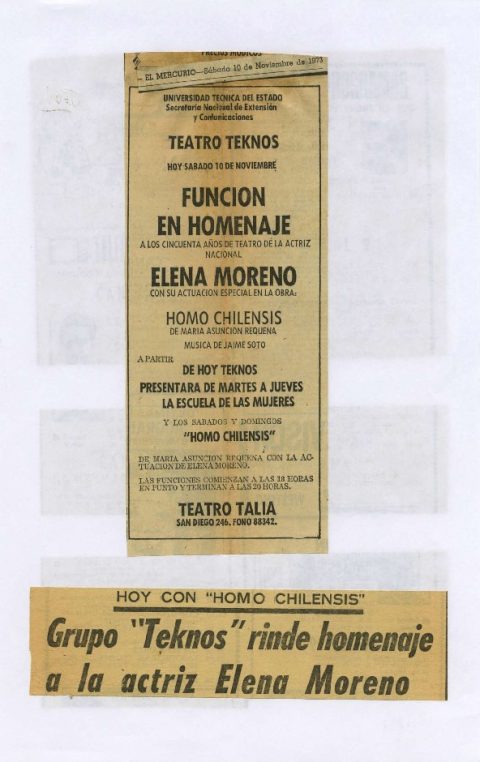 PRECIOS MODICOS
EL MERCURIO—Sábado 10 de Noviembre de 1973
UNIVERSIDAD TECNICA DEL ESTADO
Secretaría Nacional de Extensión
y Comunicaciones
TEATRO TEKNOS
HOY SABADO 10 DE NOVIEMBRE
FUNCION
EN HOMENAJE
A LOS CINCUENTA AÑOS DE TEATRO DE LA ACTRIZ
NACIONAL
ELENA MORENO
CON SU ACTUACION ESPECIAL EN LA OBRA:
HOMO CHILENSIS
DE MARIA ASUNCION REQUENA
MUSICA DE JAIME SOTO
A PARTIR
DE HOY TEKNOS
PRESENTARA DE MARTES A JUEVES
LA ESCUELA DE LAS MUJERES
Y LOS SABADOS Y DOMINGOS
"HOMO CHILENSIS"
DE MARIA ASUNCION REQUENA CON LA AC-
TUACION DE ELENA MORENO.
LAS FUNCIONES COMIENZAN A LAS 18 HORAS
EN PUNTO Y TERMINAN A LAS 20 HORAS.
TEATRO TALIA
SAN DIEGO 246. FONO 88342.
HOY CON "HOMO CHILENSIS"
Grupo "Teknos" rinde homenaje
a la actriz Elena Moreno